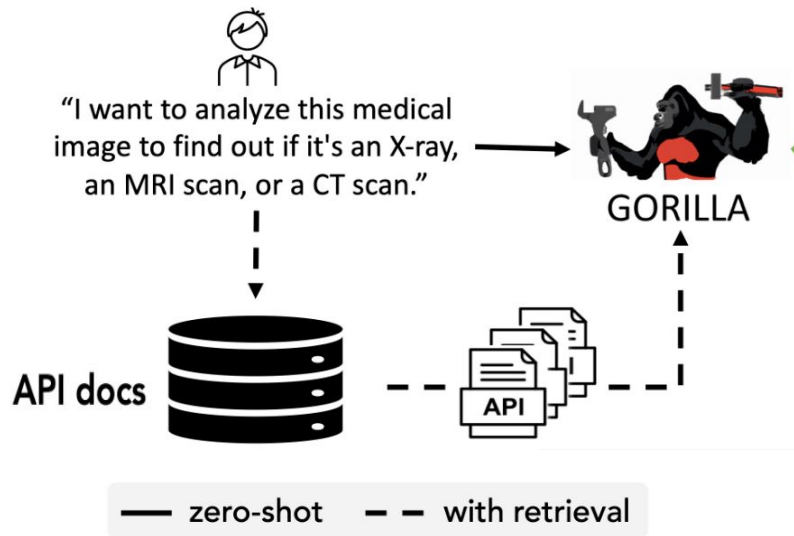 “I want to analyze this medical
image to find out if it's an X-ray,
an MRI scan, or a CT scan.”
GORILLA
API docs
API
zero-shot
with retrieval